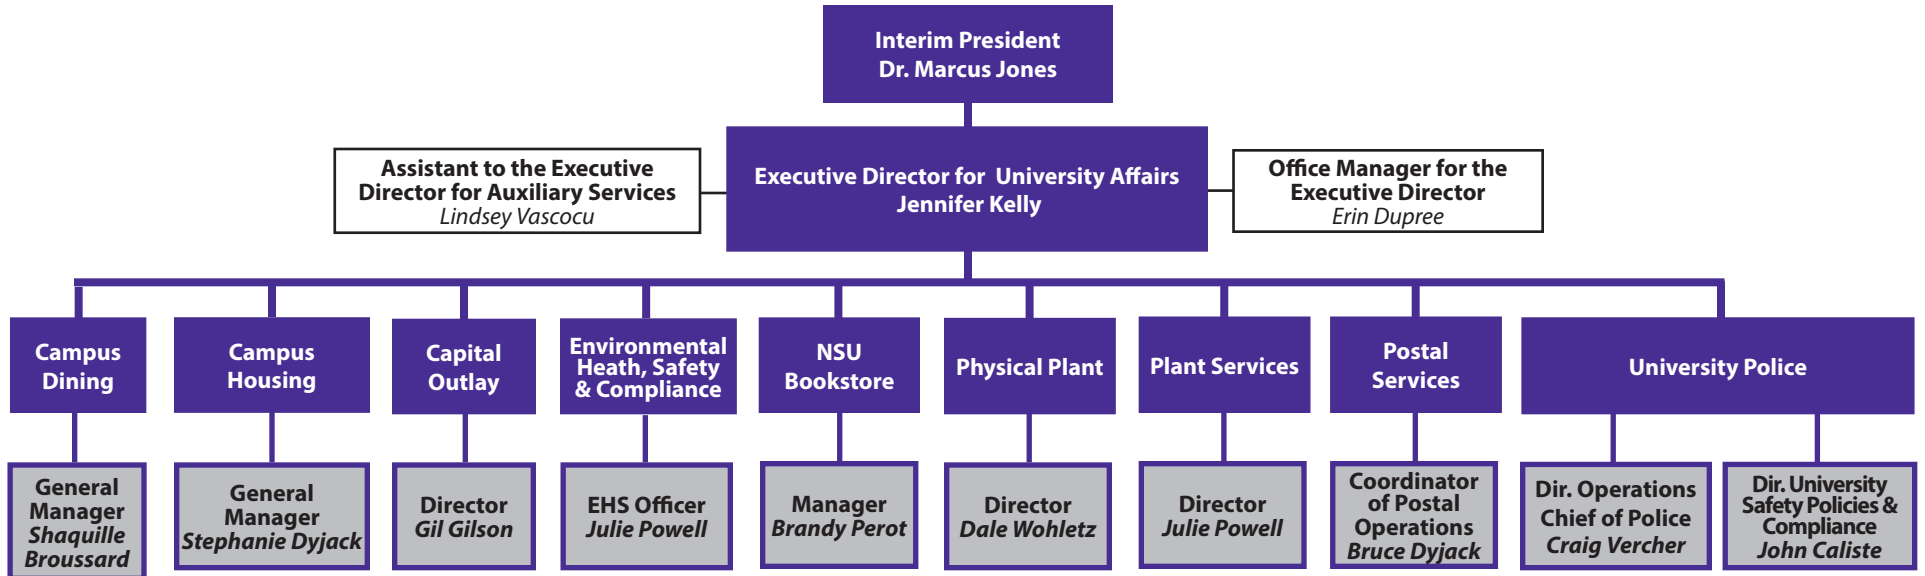 Interim President
Dr. Marcus Jones
Assistant to the Executive
Director for Auxiliary Services
Lindsey Vascocu
Executive Director for University Affairs
Jennifer Kelly
Office Manager for the
Executive Director
Erin Dupree
Campus
Dining
Campus
Housing
Capital
Outlay
Environmental
Heath, Safety
& Compliance
NSU
Bookstore
Physical Plant
Plant Services
Postal
Services
University Police
General
Manager
Shaquille
Broussard
General
Manager
Stephanie Dyjack
Director
Gil Gilson
EHS Officer
Julie Powell
Manager
Brandy Perot
Director
Dale Wohletz
Director
Julie Powell
Coordinator
of Postal
Operations
Bruce Dyjack
Dir. Operations
Chief of Police
Craig Vercher
Dir. University
Safety Policies &
Compliance
John Caliste